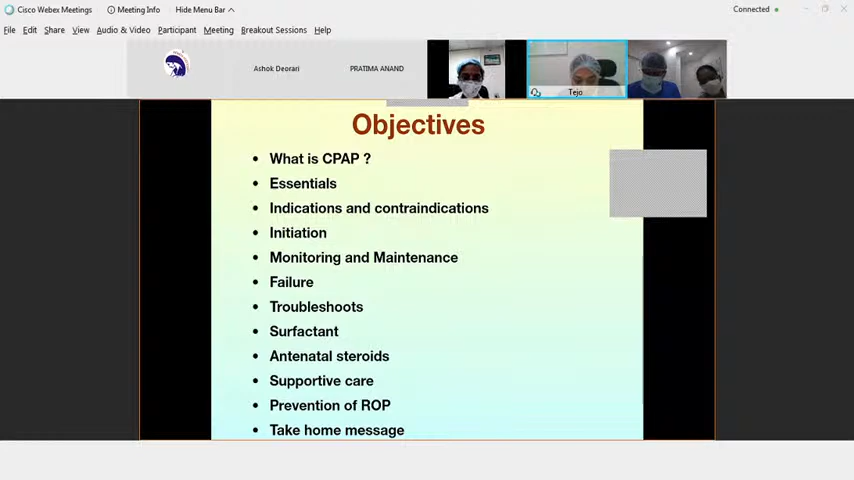 Cisco Webex Meetings Meeting Info Hide Menu Bar Connected
File Edit Share View Audio & Video Participant Meeting Breakout Sessions Help
Ashok Deorari PRATIMA ANAND
Tejo
Objectives
• What is CPAP ?
• Essentials
• Indications and contraindications
• Initiation
• Monitoring and Maintenance
• Failure
• Troubleshoots
• Surfactant
• Antenatal steroids
• Supportive care
• Prevention of ROP
• Take home message